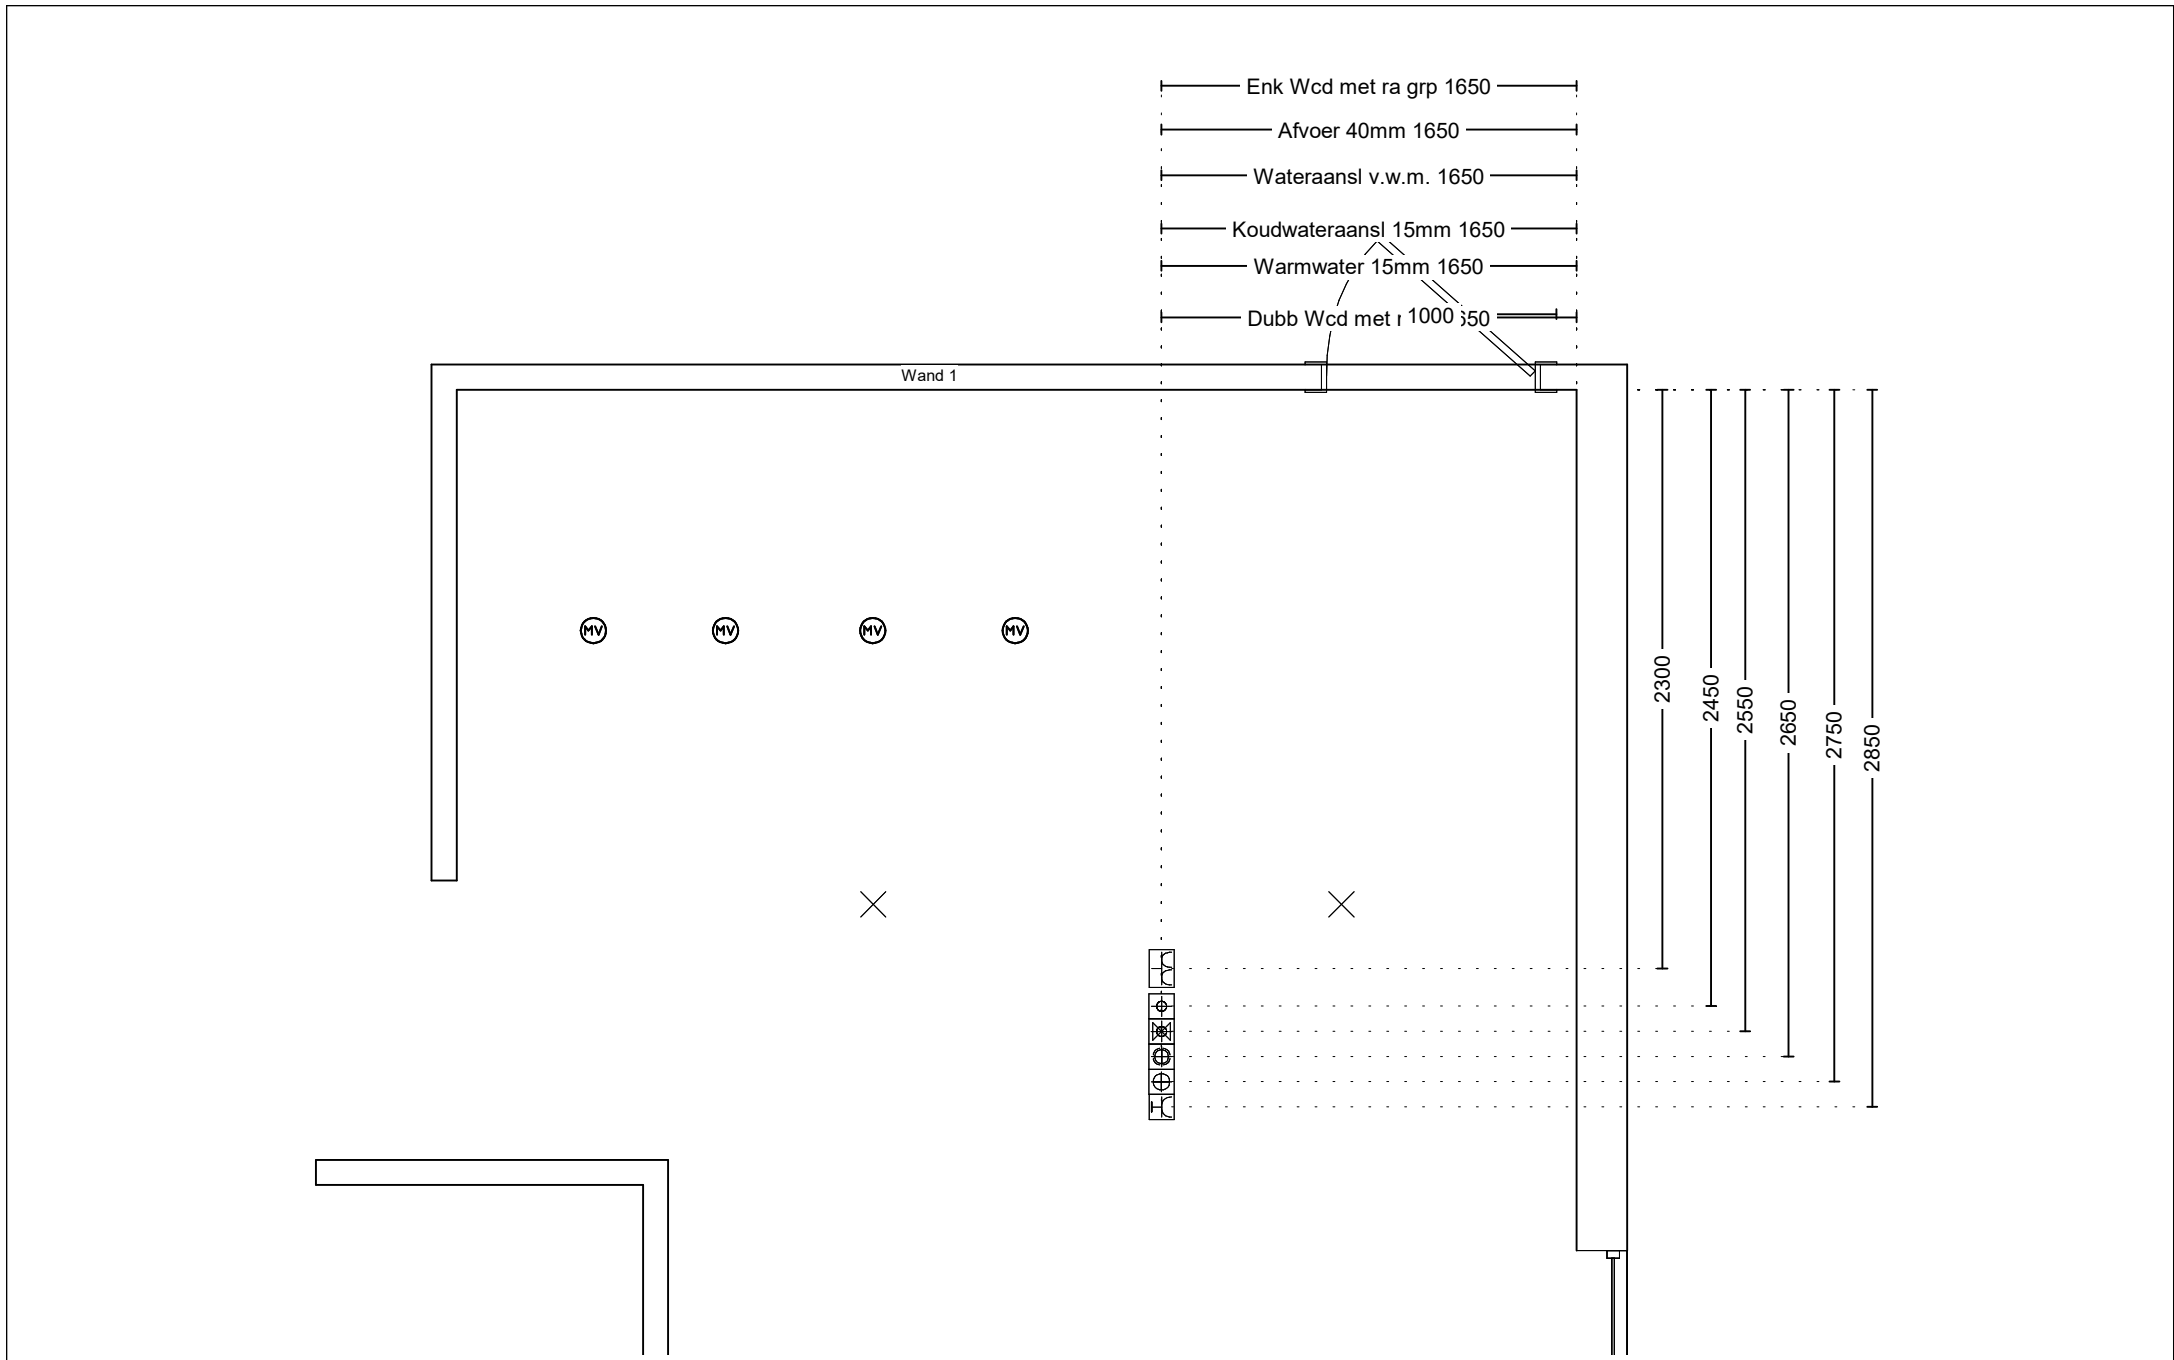 Enk Wcd met ra grp 1650
Afvoer 40mm 1650
Wateraansl v.w.m. 1650
Koudwateraansl 15mm 1650
Warmwater 15mm 1650
Dubb Wcd met
1000
Wand 1
MV MV MV MV
2300
2450
2550
2650
2750
2850